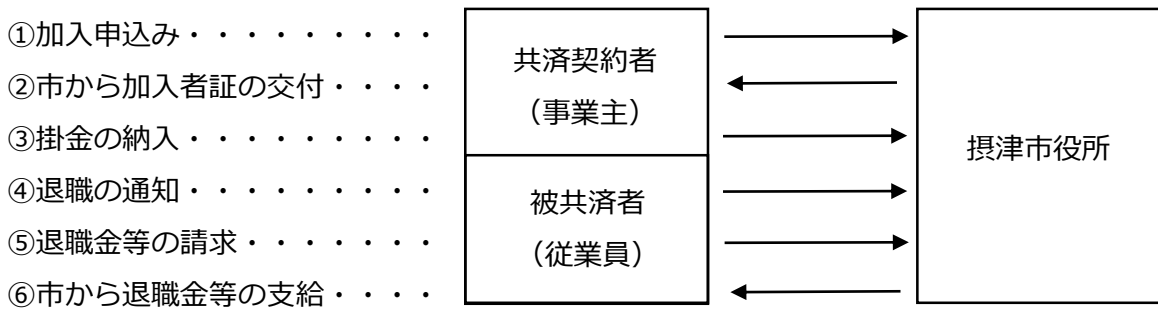 ①加入申込み・・・・・・・・・
②市から加入者証の交付・・・・
③掛金の納入・・・・・・・・・
④退職の通知・・・・・・・・・
⑤退職金等の請求・・・・・・・
⑥市から退職金等の支給・・・・
共済契約者
（事業主）
被共済者
（従業員）
摂津市役所